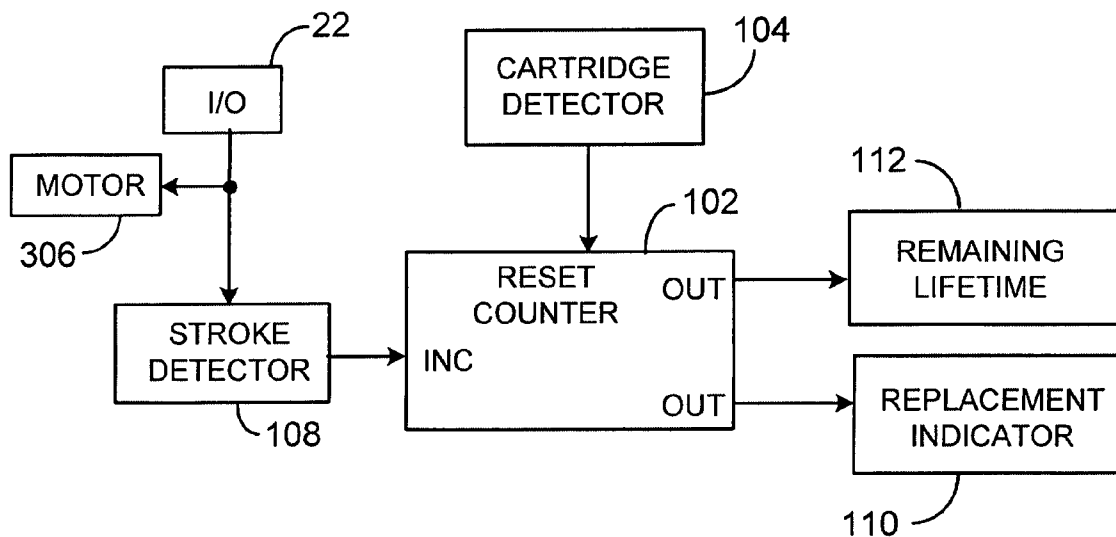 22
I/O
MOTOR
306
STROKE
DETECTOR
108
CARTRIDGE
DETECTOR
104
102
RESET
COUNTER
INC
OUT
OUT
112
REMAINING
LIFETIME
REPLACEMENT
INDICATOR
110